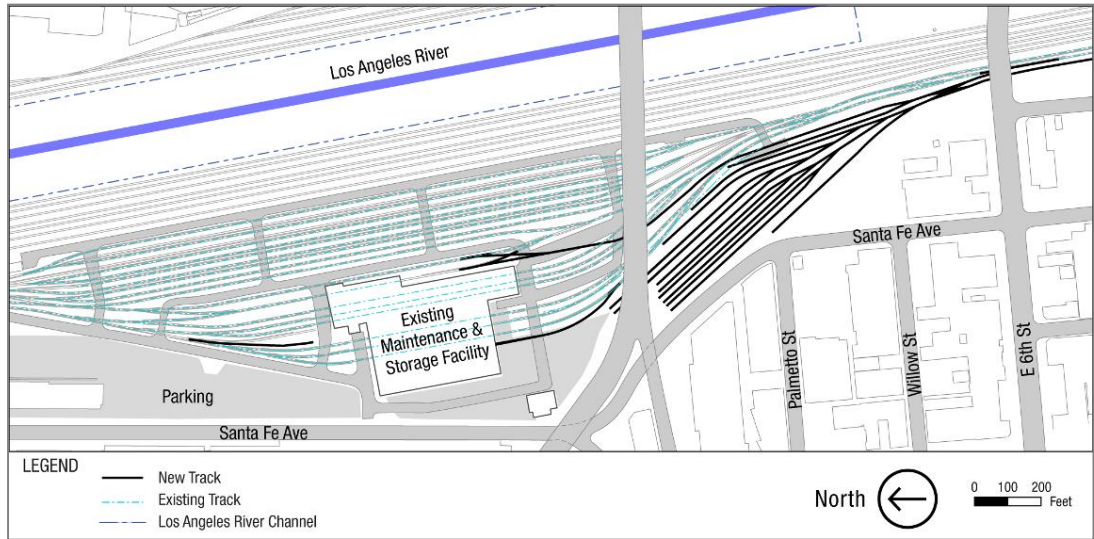 Los Angeles River
Santa Fe Ave
Existing
Maintenance &
Storage Facility
Palmetto St
Willow St
E 6th St
Parking
Santa Fe Ave
LEGEND
New Track
Existing Track
Los Angeles River Channel
North
0 100 200
Feet